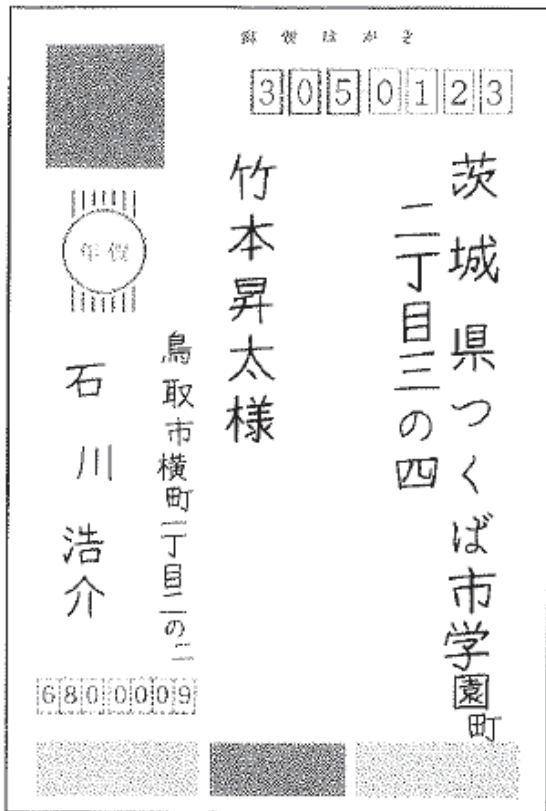 郵便はがき
3050123
茨城県つくば市学園町
二丁目三の四
竹本昇太様
年賀
鳥取市横町一丁目二の二
石川浩介
6800009